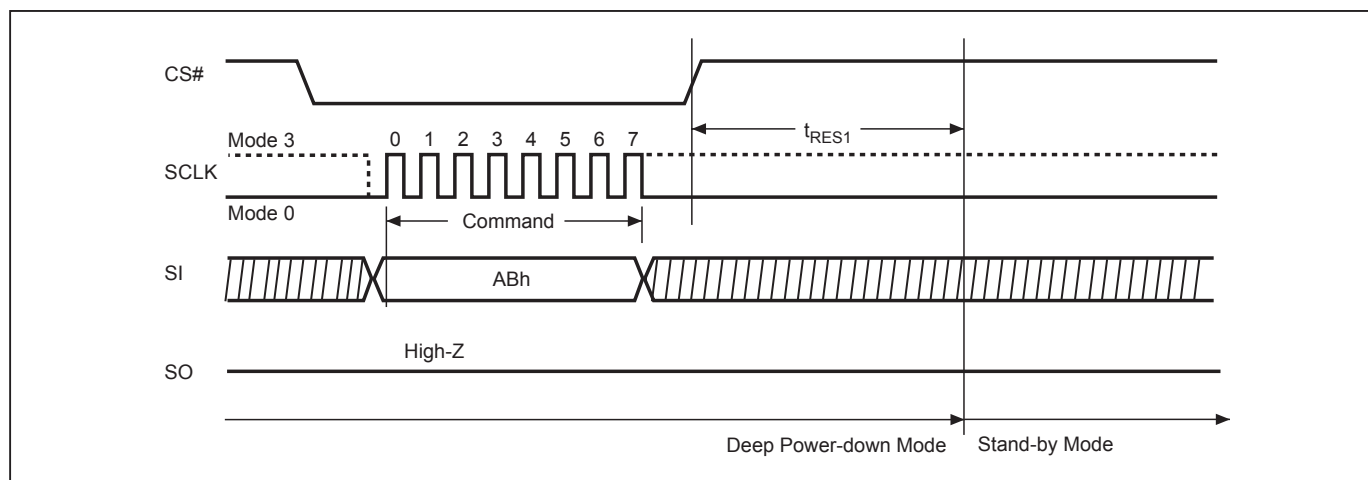 CS#
tRES1
Mode 3
0 1 2 3 4 5 6 7
SCLK
Mode 0
Command
SI
ABh
High-Z
SO
Deep Power-down Mode
Stand-by Mode